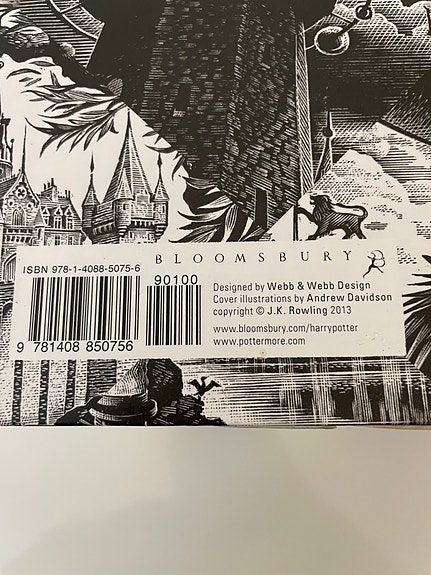 BLOOMSBURY
ISBN 978-1-4088-5075-6
90100
9 781408 850756
Designed by Webb & Webb Design
Cover illustrations by Andrew Davidson
copyright © J.K. Rowling 2013
www.bloomsbury.com/harrypotter
www.pottermore.com